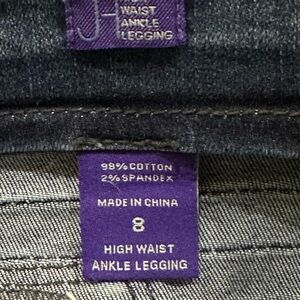 WAIST
ANKLE
LEGGING
98% COTTON
2% SPANDEX
MADE IN CHINA
8
HIGH WAIST
ANKLE LEGGING